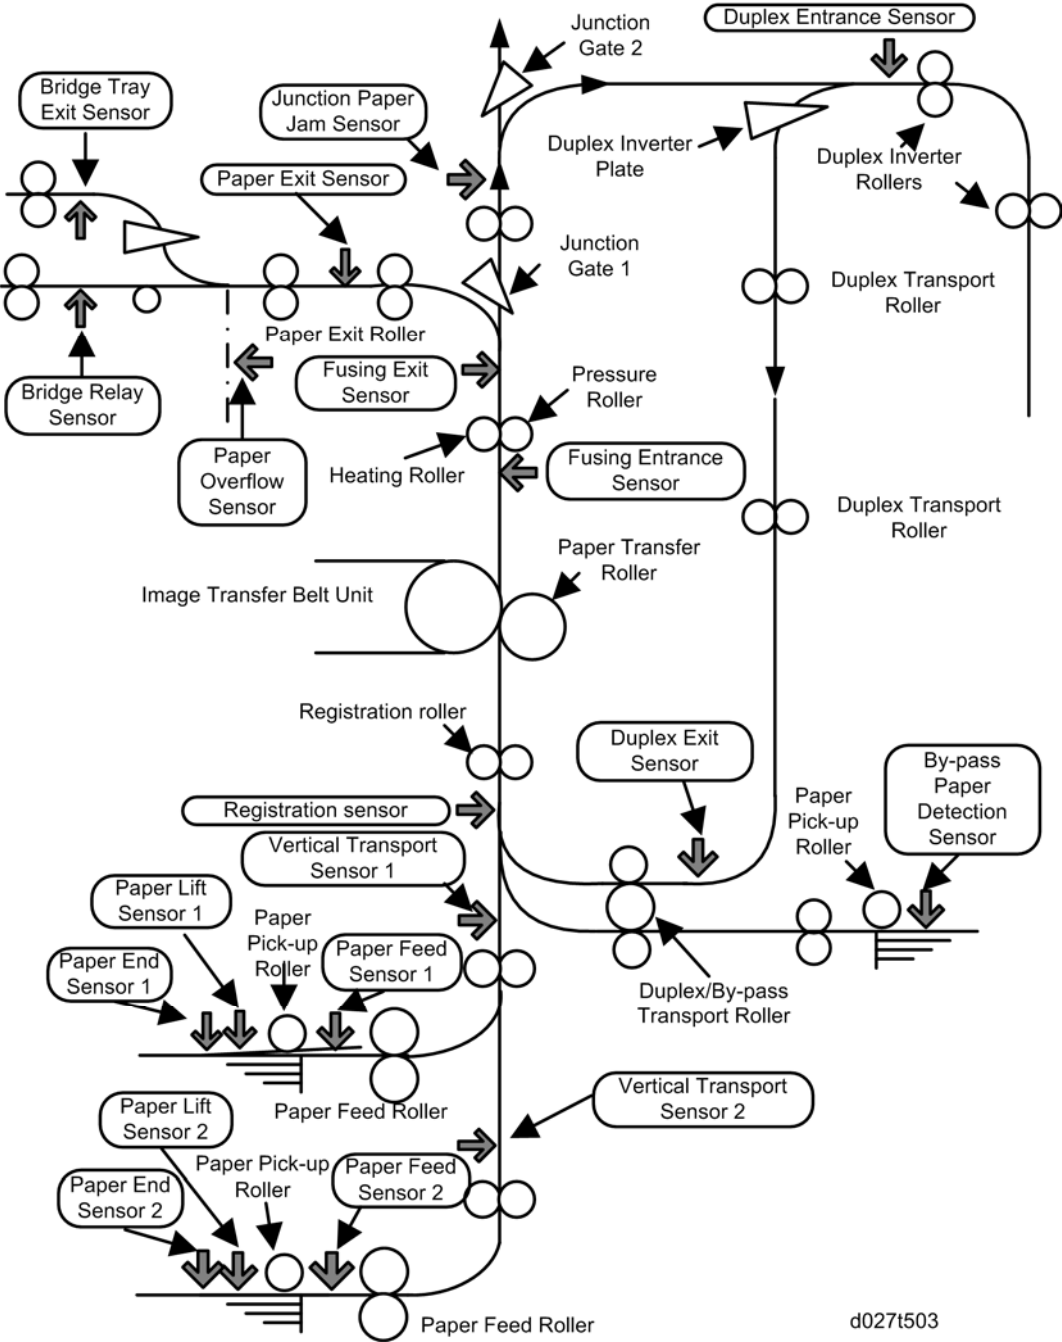 Junction
Gate 2
Duplex Entrance Sensor
Bridge Tray
Exit Sensor
Junction Paper
Jam Sensor
Duplex Inverter
Plate
Duplex Inverter
Rollers
Paper Exit Sensor
Junction
Gate 1
Duplex Transport
Roller
Paper Exit Roller
Fusing Exit
Sensor
Pressure
Roller
Bridge Relay
Sensor
Paper
Overflow
Sensor
Heating Roller
Fusing Entrance
Sensor
Duplex Transport
Roller
Paper Transfer
Roller
Image Transfer Belt Unit
Registration roller
Duplex Exit
Sensor
By-pass
Paper
Detection
Sensor
Paper
Pick-up
Roller
Registration sensor
Vertical Transport
Sensor 1
Paper Lift
Sensor 1
Paper
Pick-up
Roller
Paper Feed
Sensor 1
Paper End
Sensor 1
Duplex/By-pass
Transport Roller
Paper Feed Roller
Vertical Transport
Sensor 2
Paper Lift
Sensor 2
Paper Pick-up
Roller
Paper Feed
Sensor 2
Paper End
Sensor 2
Paper Feed Roller
d027t503